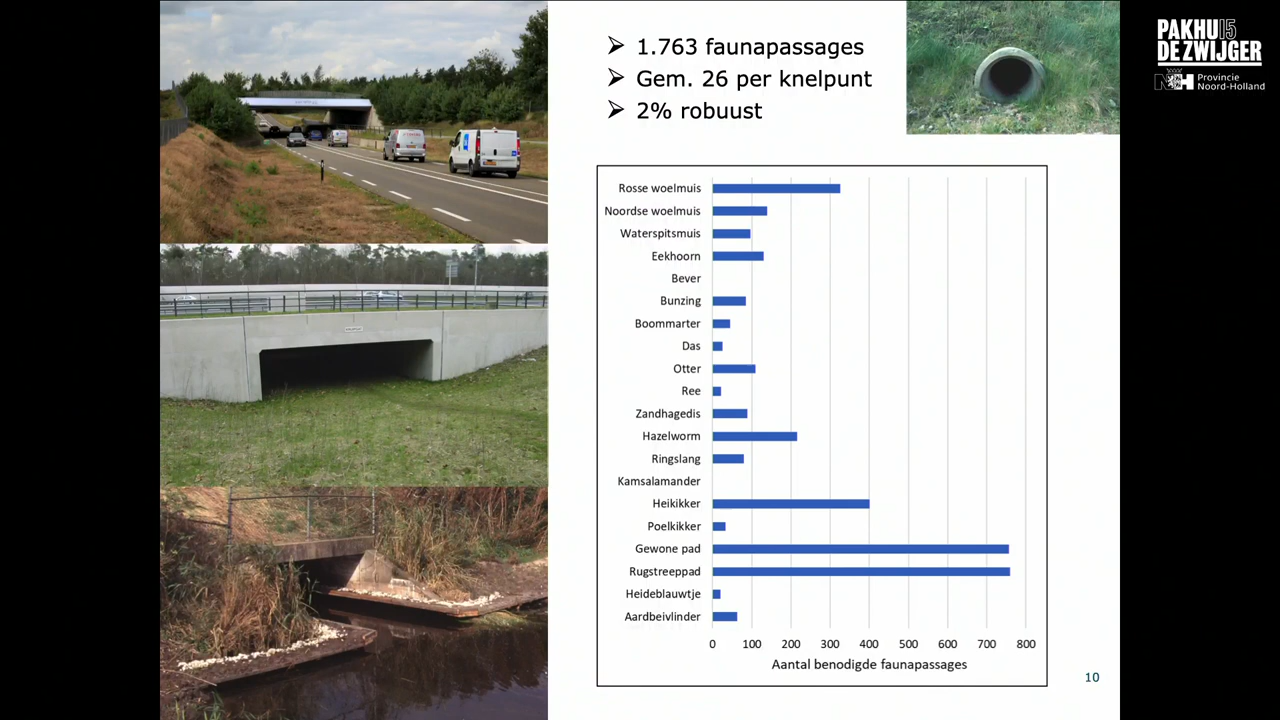 ➢ 1.763 faunapassages
➢ Gem. 26 per knelpunt
➢ 2% robuust
PAKHUIS
DE ZWIJGER
NH Provincie
Noord-Holland
Rosse woelmuis
Noordse woelmuis
Waterspitsmuis
Eekhoorn
Bever
Bunzing
Boommarter
Das
Otter
Ree
Zandhagedis
Hazelworm
Ringslang
Kamsalamander
Heikikker
Poelkikker
Gewone pad
Rugstreeppad
Heideblauwtje
Aardbeivlinder
0 100 200 300 400 500 600 700 800
Aantal benodigde faunapassages
10